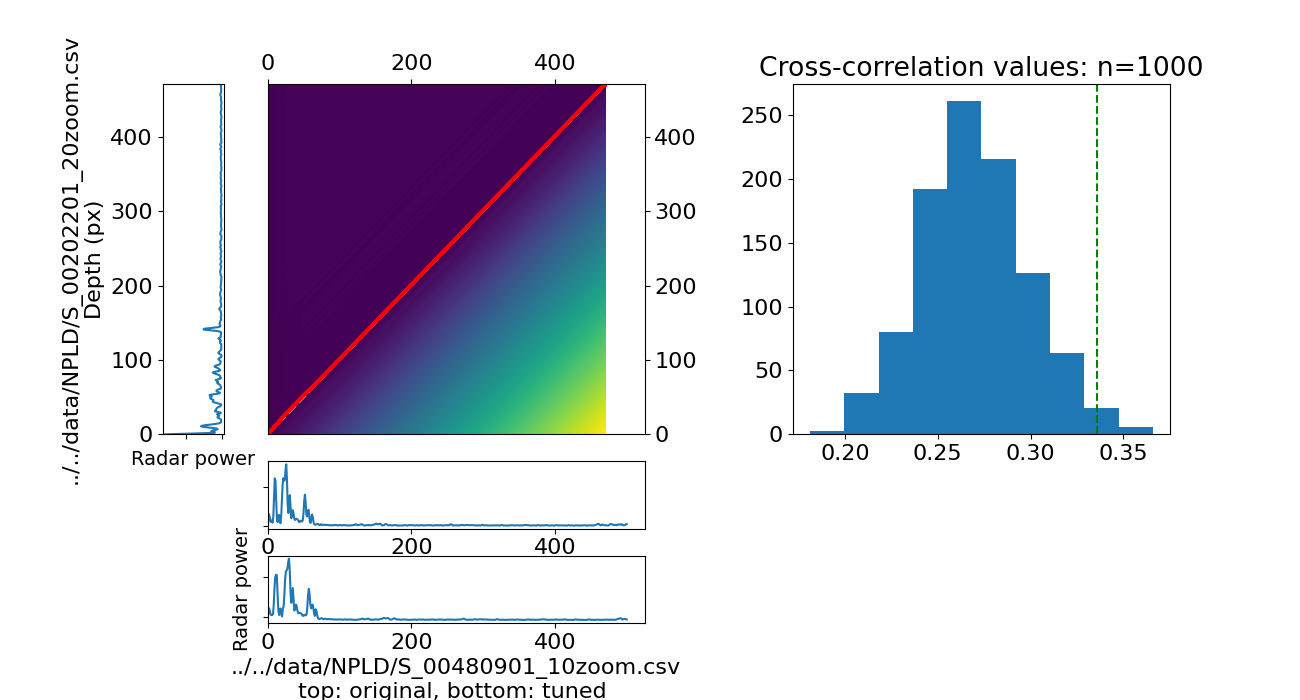 0 200 400
Cross-correlation values: n=1000
../../data/NPLD/S_00202201_20zoom.csv
Depth (px)
400
300
200
100
0
Radar power
400
300
200
100
0
250
200
150
100
50
0
0.20 0.25 0.30 0.35
0 200 400
Radar power
0 200 400
../../data/NPLD/S_00480901_10zoom.csv
top: original, bottom: tuned